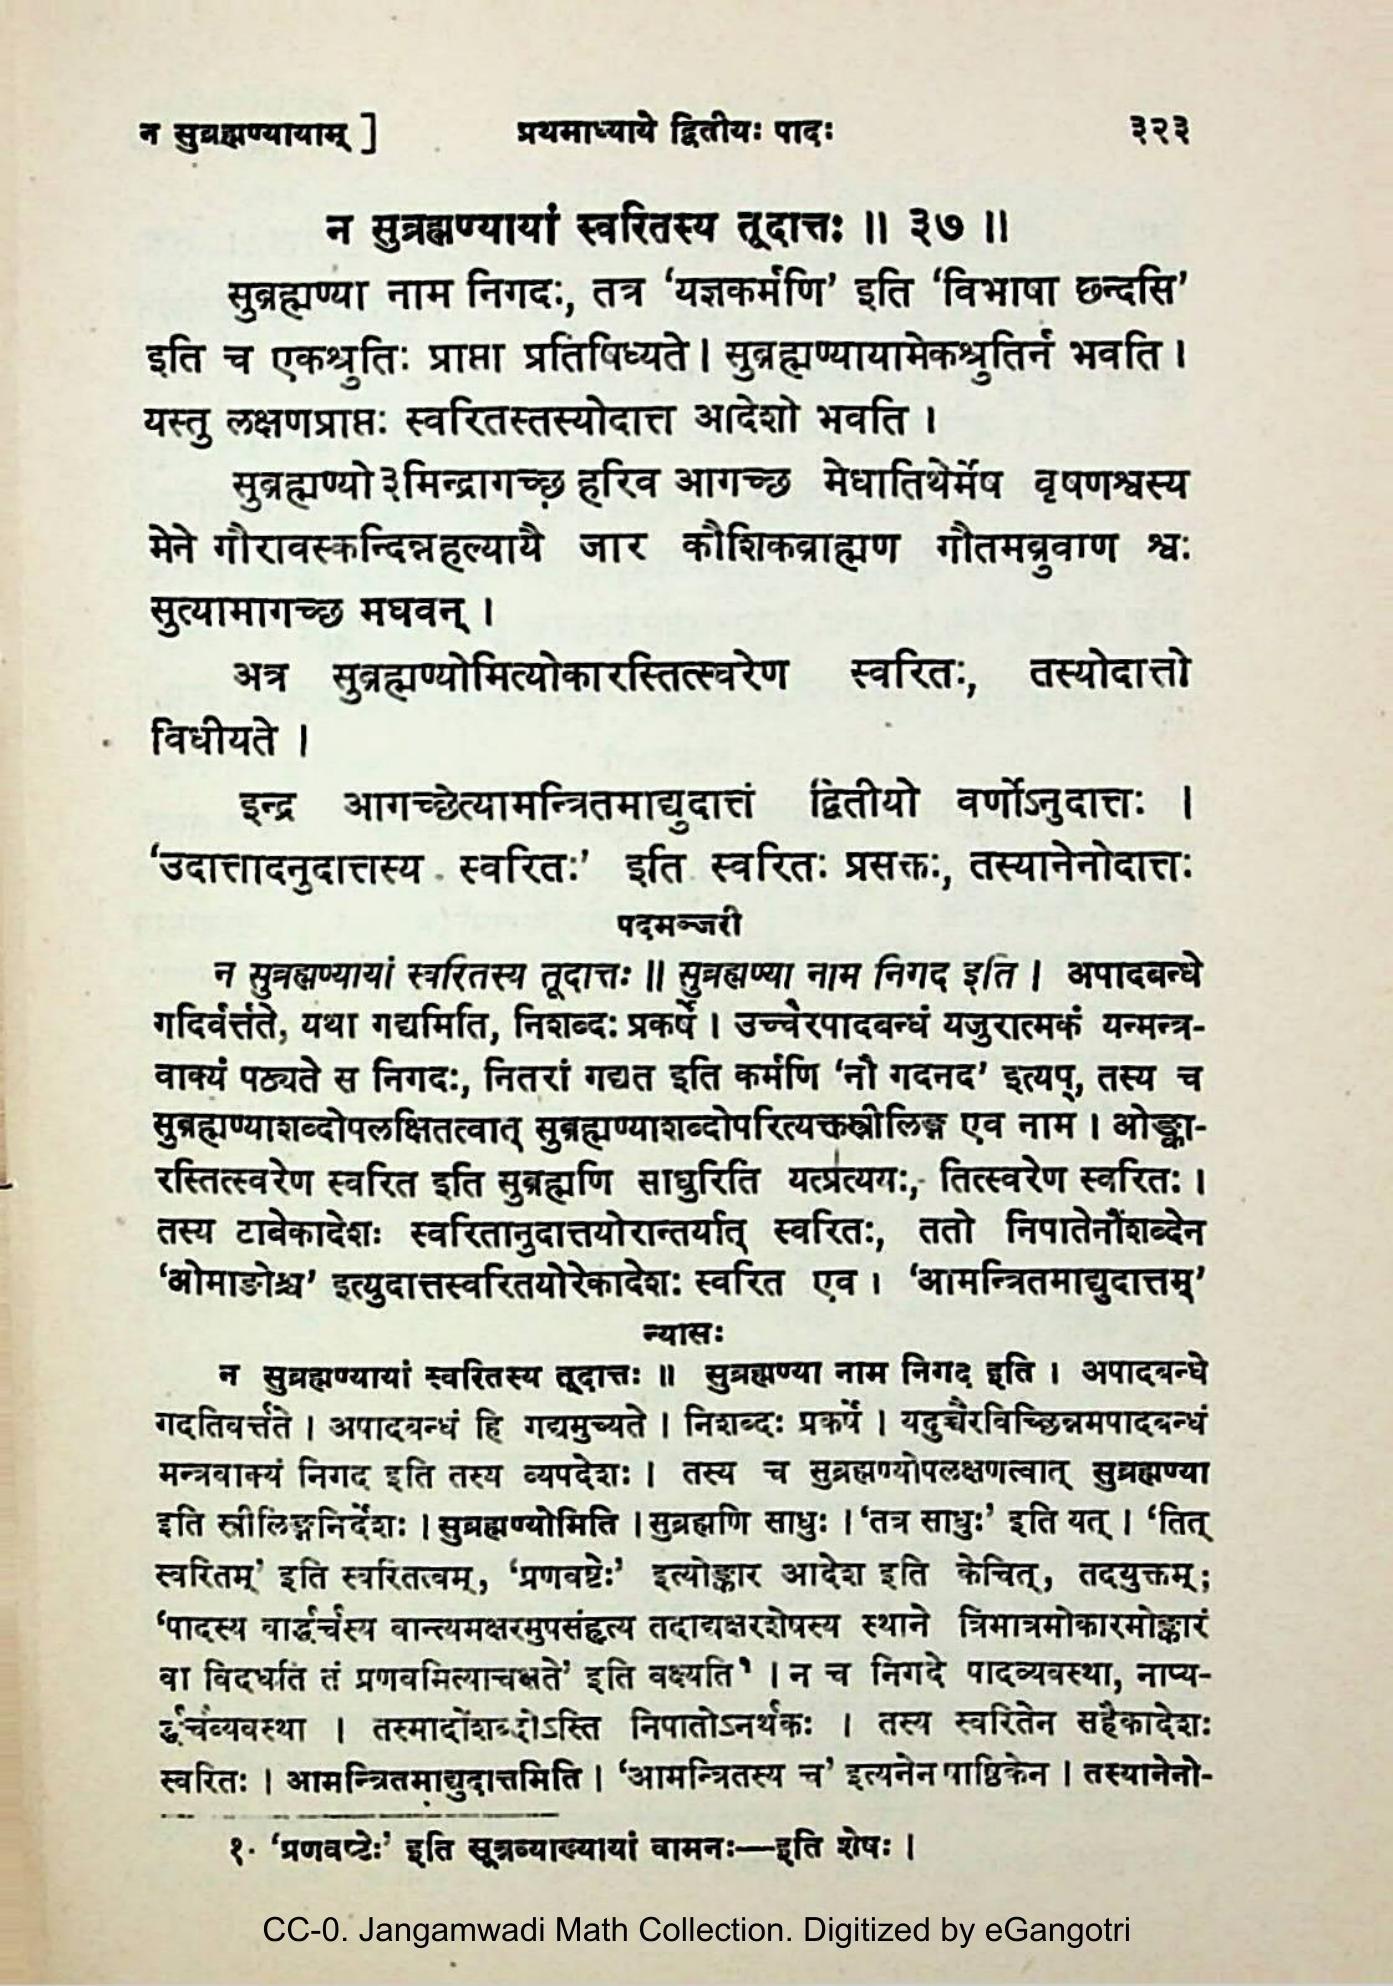 न सुब्रह्मण्यायाम् ] प्रथमाध्याये द्वितीयः पादः ३२३
न सुब्रह्मण्यायां स्वरितस्य तूदात्तः ॥ ३७ ॥
सुब्रह्मण्या नाम निगदः, तत्र ‘यज्ञकर्मणि’ इति ‘विभाषा छन्दसि’
इति च एकश्रुतिः प्राप्ता प्रतिषिध्यते। सुब्रह्मण्यायामेकश्रुतिर्न भवति ।
यस्तु लक्षणप्राप्तः स्वरितस्तस्योदात्त आदेशो भवति ।
सुब्रह्मण्यो३मिन्द्रागच्छ हरिव आगच्छ मेधातिथेर्मेष वृषणश्वस्य
मेने गौरावस्कन्दिन्नहल्यायै जार कौशिकब्राह्मण गौतमब्रुवाण श्वः
सुत्यामागच्छ मघवन् ।
अत्र सुब्रह्मण्योमित्योकारस्तित्स्वरेण स्वरितः, तस्योदात्तो
विधीयते ।
इन्द्र आगच्छेत्यामन्त्रितमाद्युदात्तं द्वितीयो वर्णोऽनुदात्तः ।
‘उदात्तादनुदात्तस्य स्वरितः’ इति स्वरितः प्रसक्तः, तस्यानेनोदात्तः
पदमञ्जरी
न सुब्रह्मण्यायां स्वरितस्य तूदात्तः ॥ सुब्रह्मण्या नाम निगद इति । अपादबन्धे
गदिर्वर्त्तते, यथा गद्यमिति, निशब्दः प्रकर्षे । उच्चैरपादबन्धं यजुरात्मकं यन्मन्त्र-
वाक्यं पठ्यते स निगदः, नितरां गद्यत इति कर्मणि ‘नौ गदनद’ इत्यप्, तस्य च
सुब्रह्मण्याशब्दोपलक्षितत्वात् सुब्रह्मण्याशब्दोपरित्यक्तस्त्रीलिङ्ग एव नाम । ओङ्का-
रस्तित्स्वरेण स्वरित इति सुब्रह्मणि साधुरिति यत्प्रत्ययः, तित्स्वरेण स्वरितः ।
तस्य टाबेकादेशः स्वरितानुदात्तयोरान्तर्यात् स्वरितः, ततो निपातेनोंशब्देन
‘ओमाङोश्च’ इत्युदात्तस्वरितयोरेकादेशः स्वरित एव । ‘आमन्त्रितमाद्युदात्तम्’
न्यासः
न सुब्रह्मण्यायां स्वरितस्य तूदात्तः ॥ सुब्रह्मण्या नाम निगद इति । अपादबन्धे
गदतिवर्त्तते । अपादबन्धं हि गद्यमुच्यते । निशब्दः प्रकर्षे । यदुच्चैरविच्छिन्नमपादबन्धं
मन्त्रवाक्यं निगद इति तस्य व्यपदेशः । तस्य च सुब्रह्मण्योपलक्षणत्वात् सुब्रह्मण्या
इति स्त्रीलिङ्गनिर्देशः । सुब्रह्मण्योमिति । सुब्रह्मणि साधुः । ‘तत्र साधुः’ इति यत् । ‘तित्
स्वरितम्’ इति स्वरितत्वम्, ‘प्रणवष्टेः’ इत्योङ्कार आदेश इति केचित्, तदयुक्तम्;
‘पादस्य वार्द्धर्चस्य वान्त्यमक्षरमुपसंहृत्य तदाद्यक्षरशेषस्य स्थाने त्रिमात्रमोकारमोङ्कारं
वा विदधति तं प्रणवमित्याचक्षते’ इति वक्ष्यति¹ । न च निगदे पादव्यवस्था, नाप्य-
र्द्धर्चव्यवस्था । तस्मादोंशब्दोऽस्ति निपातोऽनर्थकः । तस्य स्वरितेन सहैकादेशः
स्वरितः । आमन्त्रितमाद्युदात्तमिति । ‘आमन्त्रितस्य च’ इत्यनेन षाष्ठिकेन । तस्यानेनो-
१. ‘प्रणवष्टेः’ इति सूत्रव्याख्यायां वामनः—इति शेषः ।
CC-0. Jangamwadi Math Collection. Digitized by eGangotri